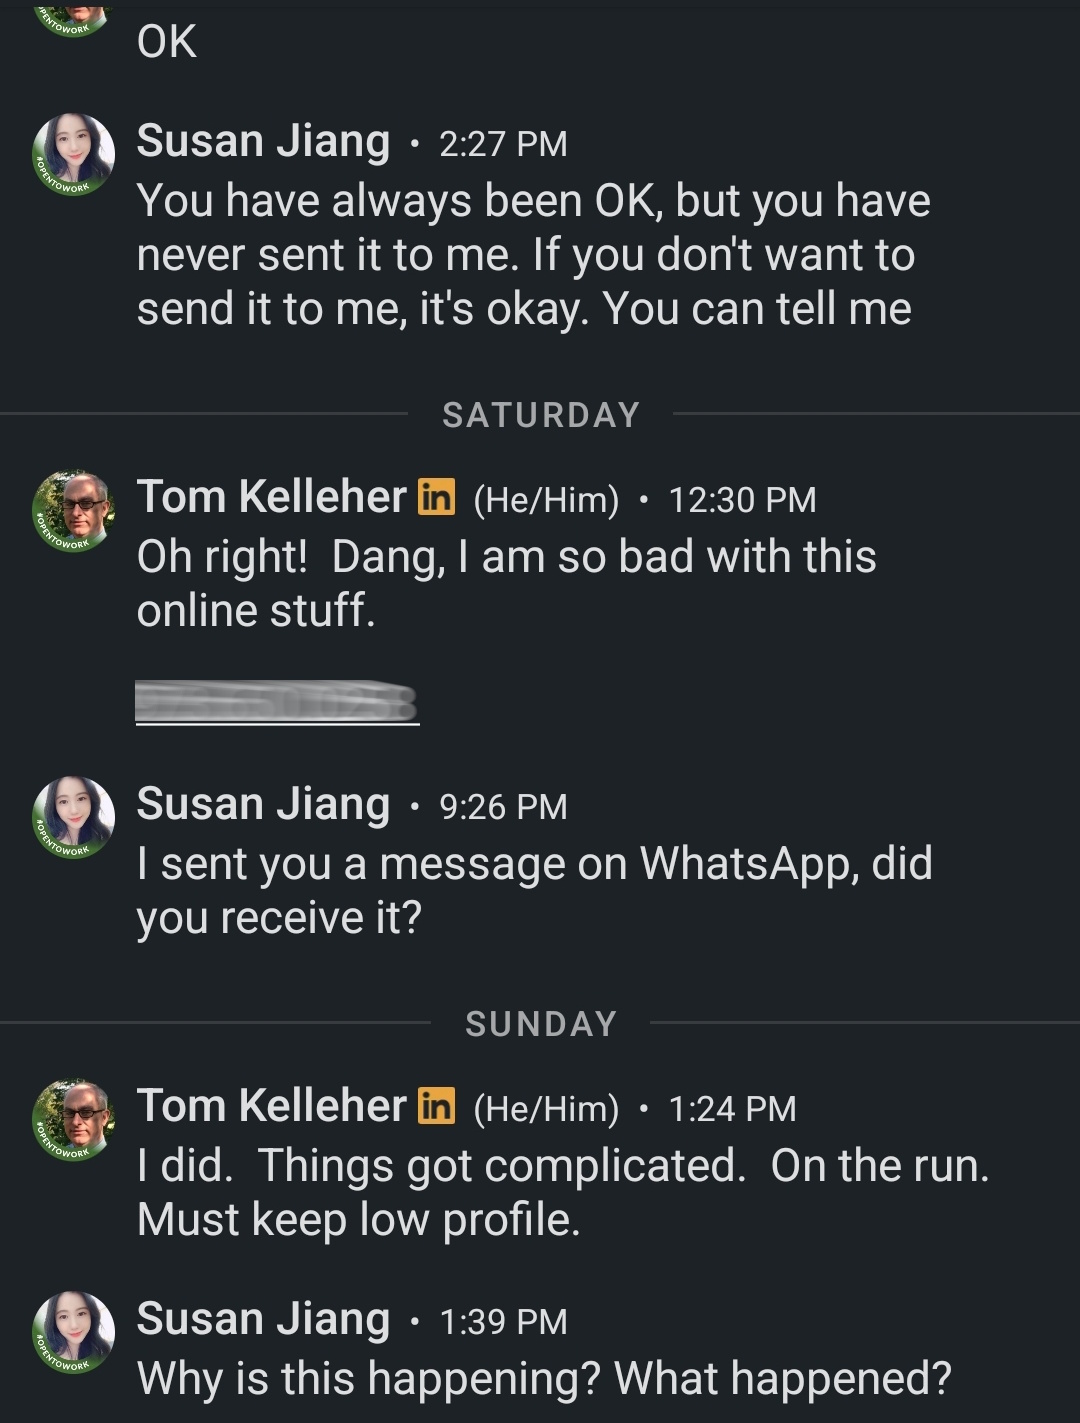 #OPENTOWORK
OK
Susan Jiang • 2:27 PM
#OPENTOWORK
You have always been OK, but you have
never sent it to me. If you don't want to
send it to me, it's okay. You can tell me
SATURDAY
Tom Kelleher in (He/Him) • 12:30 PM
#OPENTOWORK
Oh right!  Dang, I am so bad with this
online stuff.
Susan Jiang • 9:26 PM
#OPENTOWORK
I sent you a message on WhatsApp, did
you receive it?
SUNDAY
Tom Kelleher in (He/Him) • 1:24 PM
#OPENTOWORK
I did.  Things got complicated.  On the run.
Must keep low profile.
Susan Jiang • 1:39 PM
#OPENTOWORK
Why is this happening? What happened?